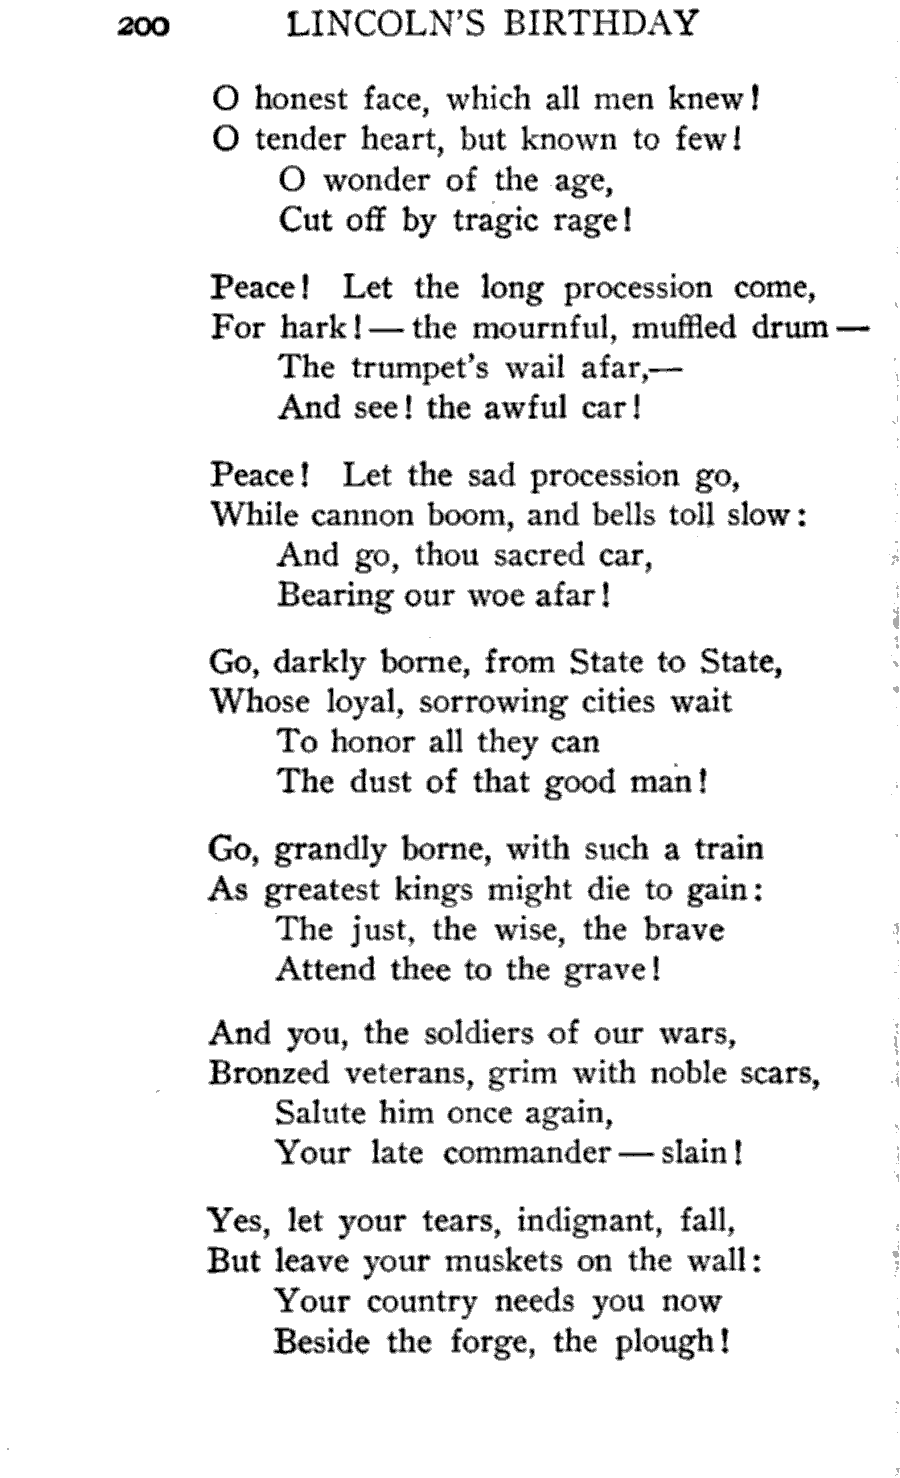 200 LINCOLN'S BIRTHDAY
O honest face, which all men knew!
O tender heart, but known to few!
O wonder of the age,
Cut off by tragic rage!
Peace! Let the long procession come,
For hark!—the mournful, muffled drum—
The trumpet's wail afar,—
And see! the awful car!
Peace! Let the sad procession go,
While cannon boom, and bells toll slow:
And go, thou sacred car,
Bearing our woe afar!
Go, darkly borne, from State to State,
Whose loyal, sorrowing cities wait
To honor all they can
The dust of that good man!
Go, grandly borne, with such a train
As greatest kings might die to gain:
The just, the wise, the brave
Attend thee to the grave!
And you, the soldiers of our wars,
Bronzed veterans, grim with noble scars,
Salute him once again,
Your late commander—slain!
Yes, let your tears, indignant, fall,
But leave your muskets on the wall:
Your country needs you now
Beside the forge, the plough!